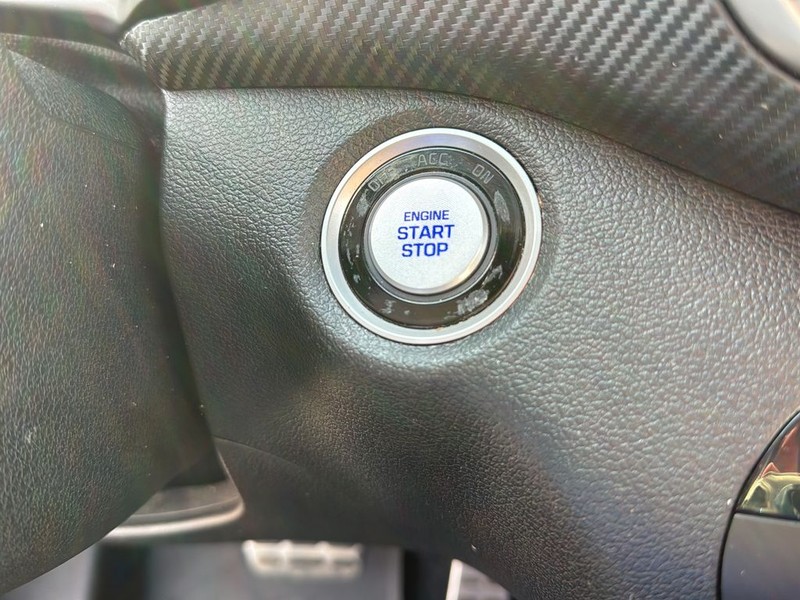 OFF ACC ON
ENGINE
START
STOP